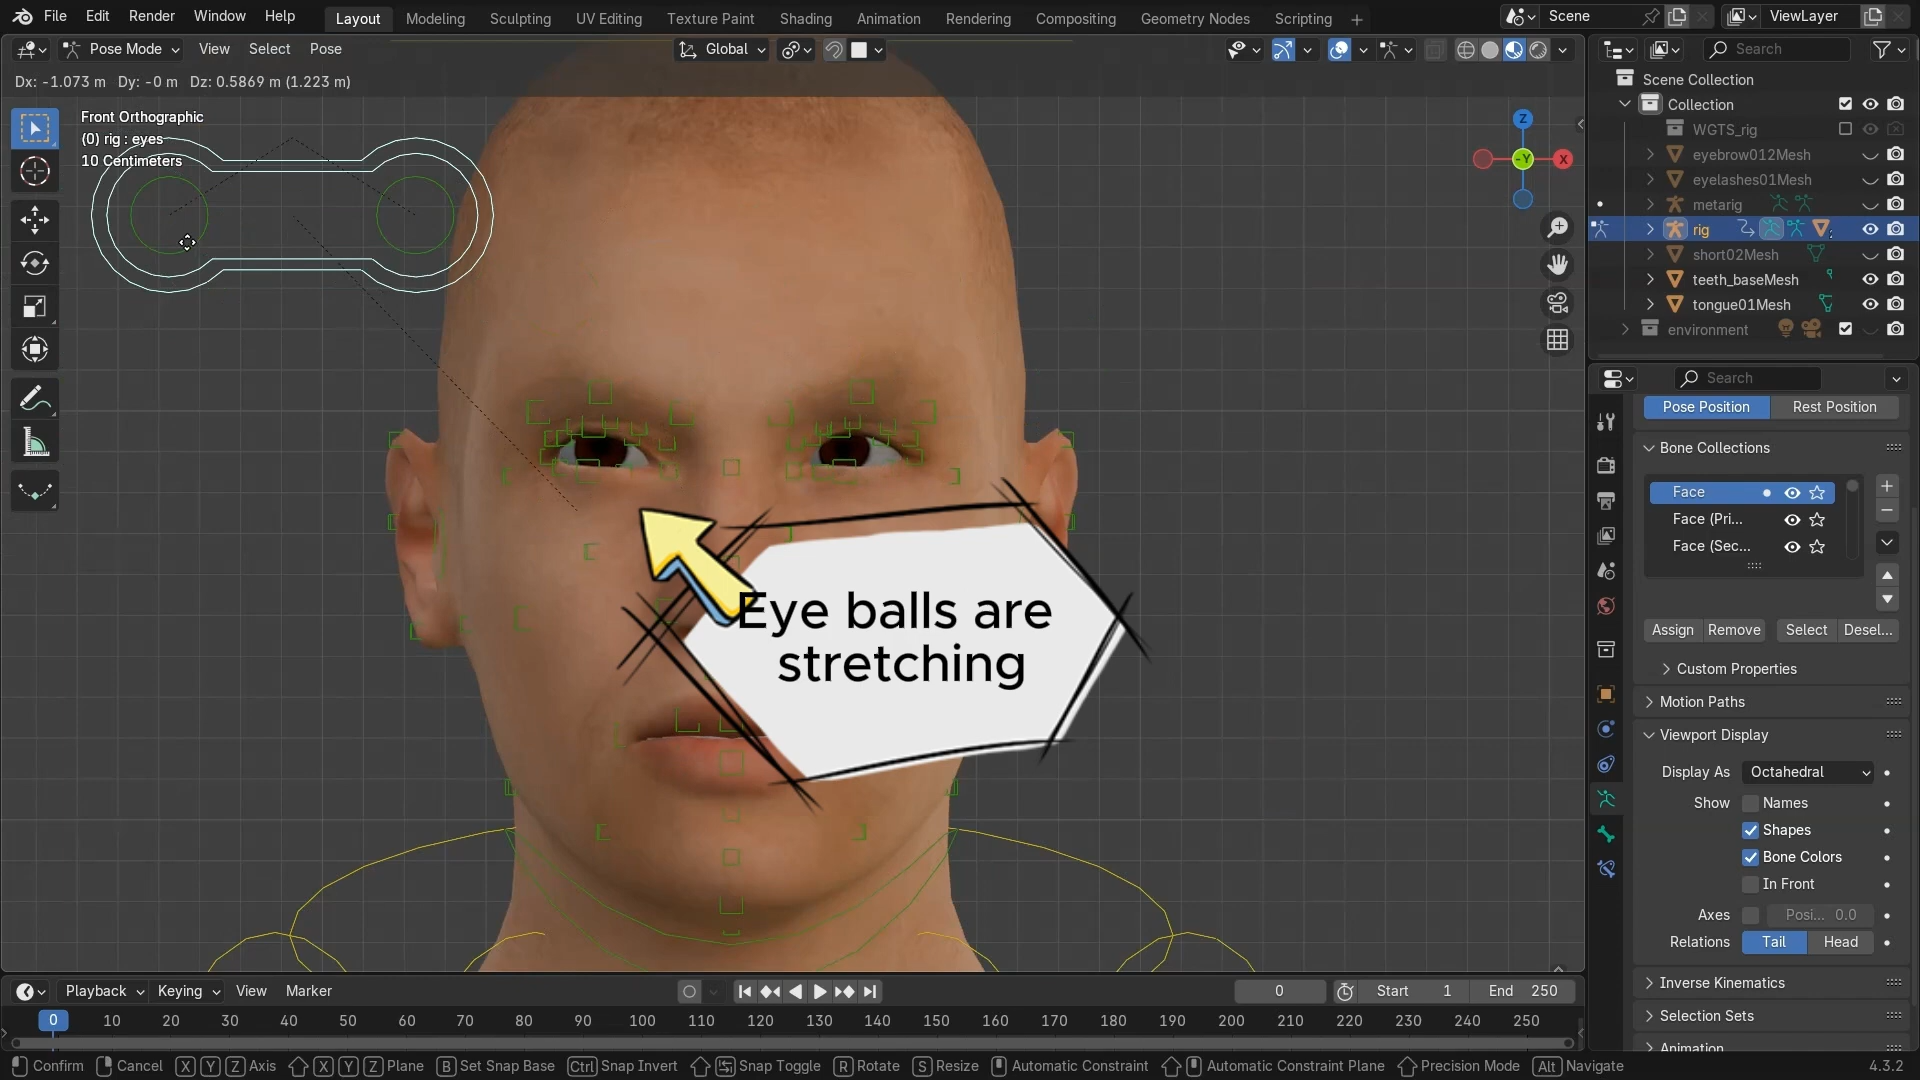 File Edit Render Window Help Layout Modeling Sculpting UV Editing Texture Paint Shading Animation Rendering Compositing Geometry Nodes Scripting + Scene ViewLayer
Pose Mode View Select Pose Global Search
Dx: -1.073 m Dy: -0 m Dz: 0.5869 m (1.223 m)
Front Orthographic
(0) rig : eyes
10 Centimeters
Z
-Y
X
Eye balls are
stretching
Scene Collection
Collection
WGTS_rig
eyebrow012Mesh
eyelashes01Mesh
metarig
rig
short02Mesh
teeth_baseMesh
tongue01Mesh
environment
Search
Pose Position Rest Position
Bone Collections
Face
Face (Pri...
Face (Sec...
Assign Remove Select Desel...
Custom Properties
Motion Paths
Viewport Display
Display As Octahedral
Show Names
Shapes
Bone Colors
In Front
Axes Posi... 0.0
Relations Tail Head
Inverse Kinematics
Selection Sets
Animation
Playback Keying View Marker 0 Start 1 End 250
0 10 20 30 40 50 60 70 80 90 100 110 120 130 140 150 160 170 180 190 200 210 220 230 240 250
Confirm Cancel X Y Z Axis X Y Z Plane B Set Snap Base Ctrl Snap Invert Snap Toggle R Rotate S Resize Automatic Constraint Automatic Constraint Plane Precision Mode Alt Navigate 4.3.2